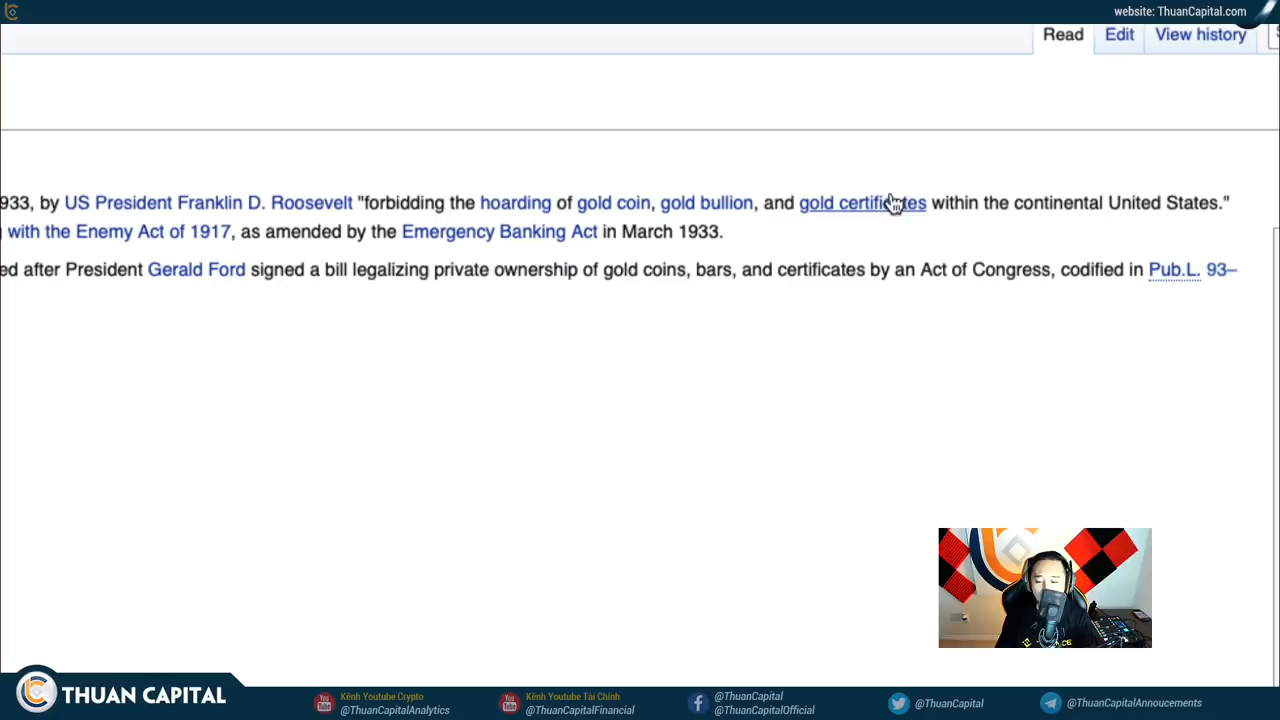 website: ThuanCapital.com
Read Edit View history
933, by US President Franklin D. Roosevelt "forbidding the hoarding of gold coin, gold bullion, and gold certificates within the continental United States."
with the Enemy Act of 1917, as amended by the Emergency Banking Act in March 1933.
ed after President Gerald Ford signed a bill legalizing private ownership of gold coins, bars, and certificates by an Act of Congress, codified in Pub.L. 93–
THUAN CAPITAL
You Tube
Kênh Youtube Crypto
@ThuanCapitalAnalytics
You Tube
Kênh Youtube Tài Chính
@ThuanCapitalFinancial
@ThuanCapital
@ThuanCapitalOfficial
@ThuanCapital
@ThuanCapitalAnnoucements